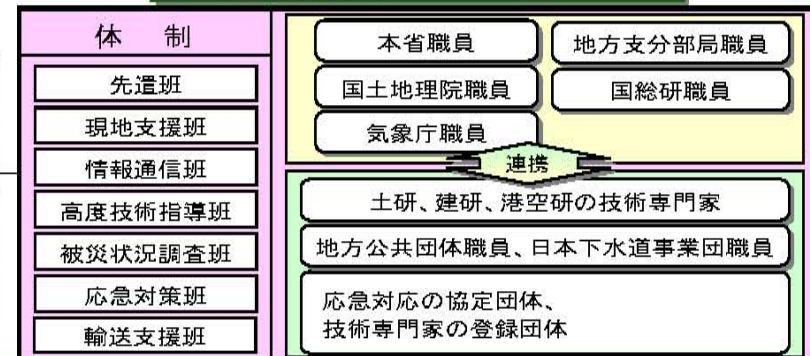 体　制
先遣班
現地支援班
情報通信班
高度技術指導班
被災状況調査班
応急対策班
輸送支援班
本省職員
地方支分部局職員
国土地理院職員
国総研職員
気象庁職員
連携
土研、建研、港空研の技術専門家
地方公共団体職員、日本下水道事業団職員
応急対応の協定団体、
技術専門家の登録団体